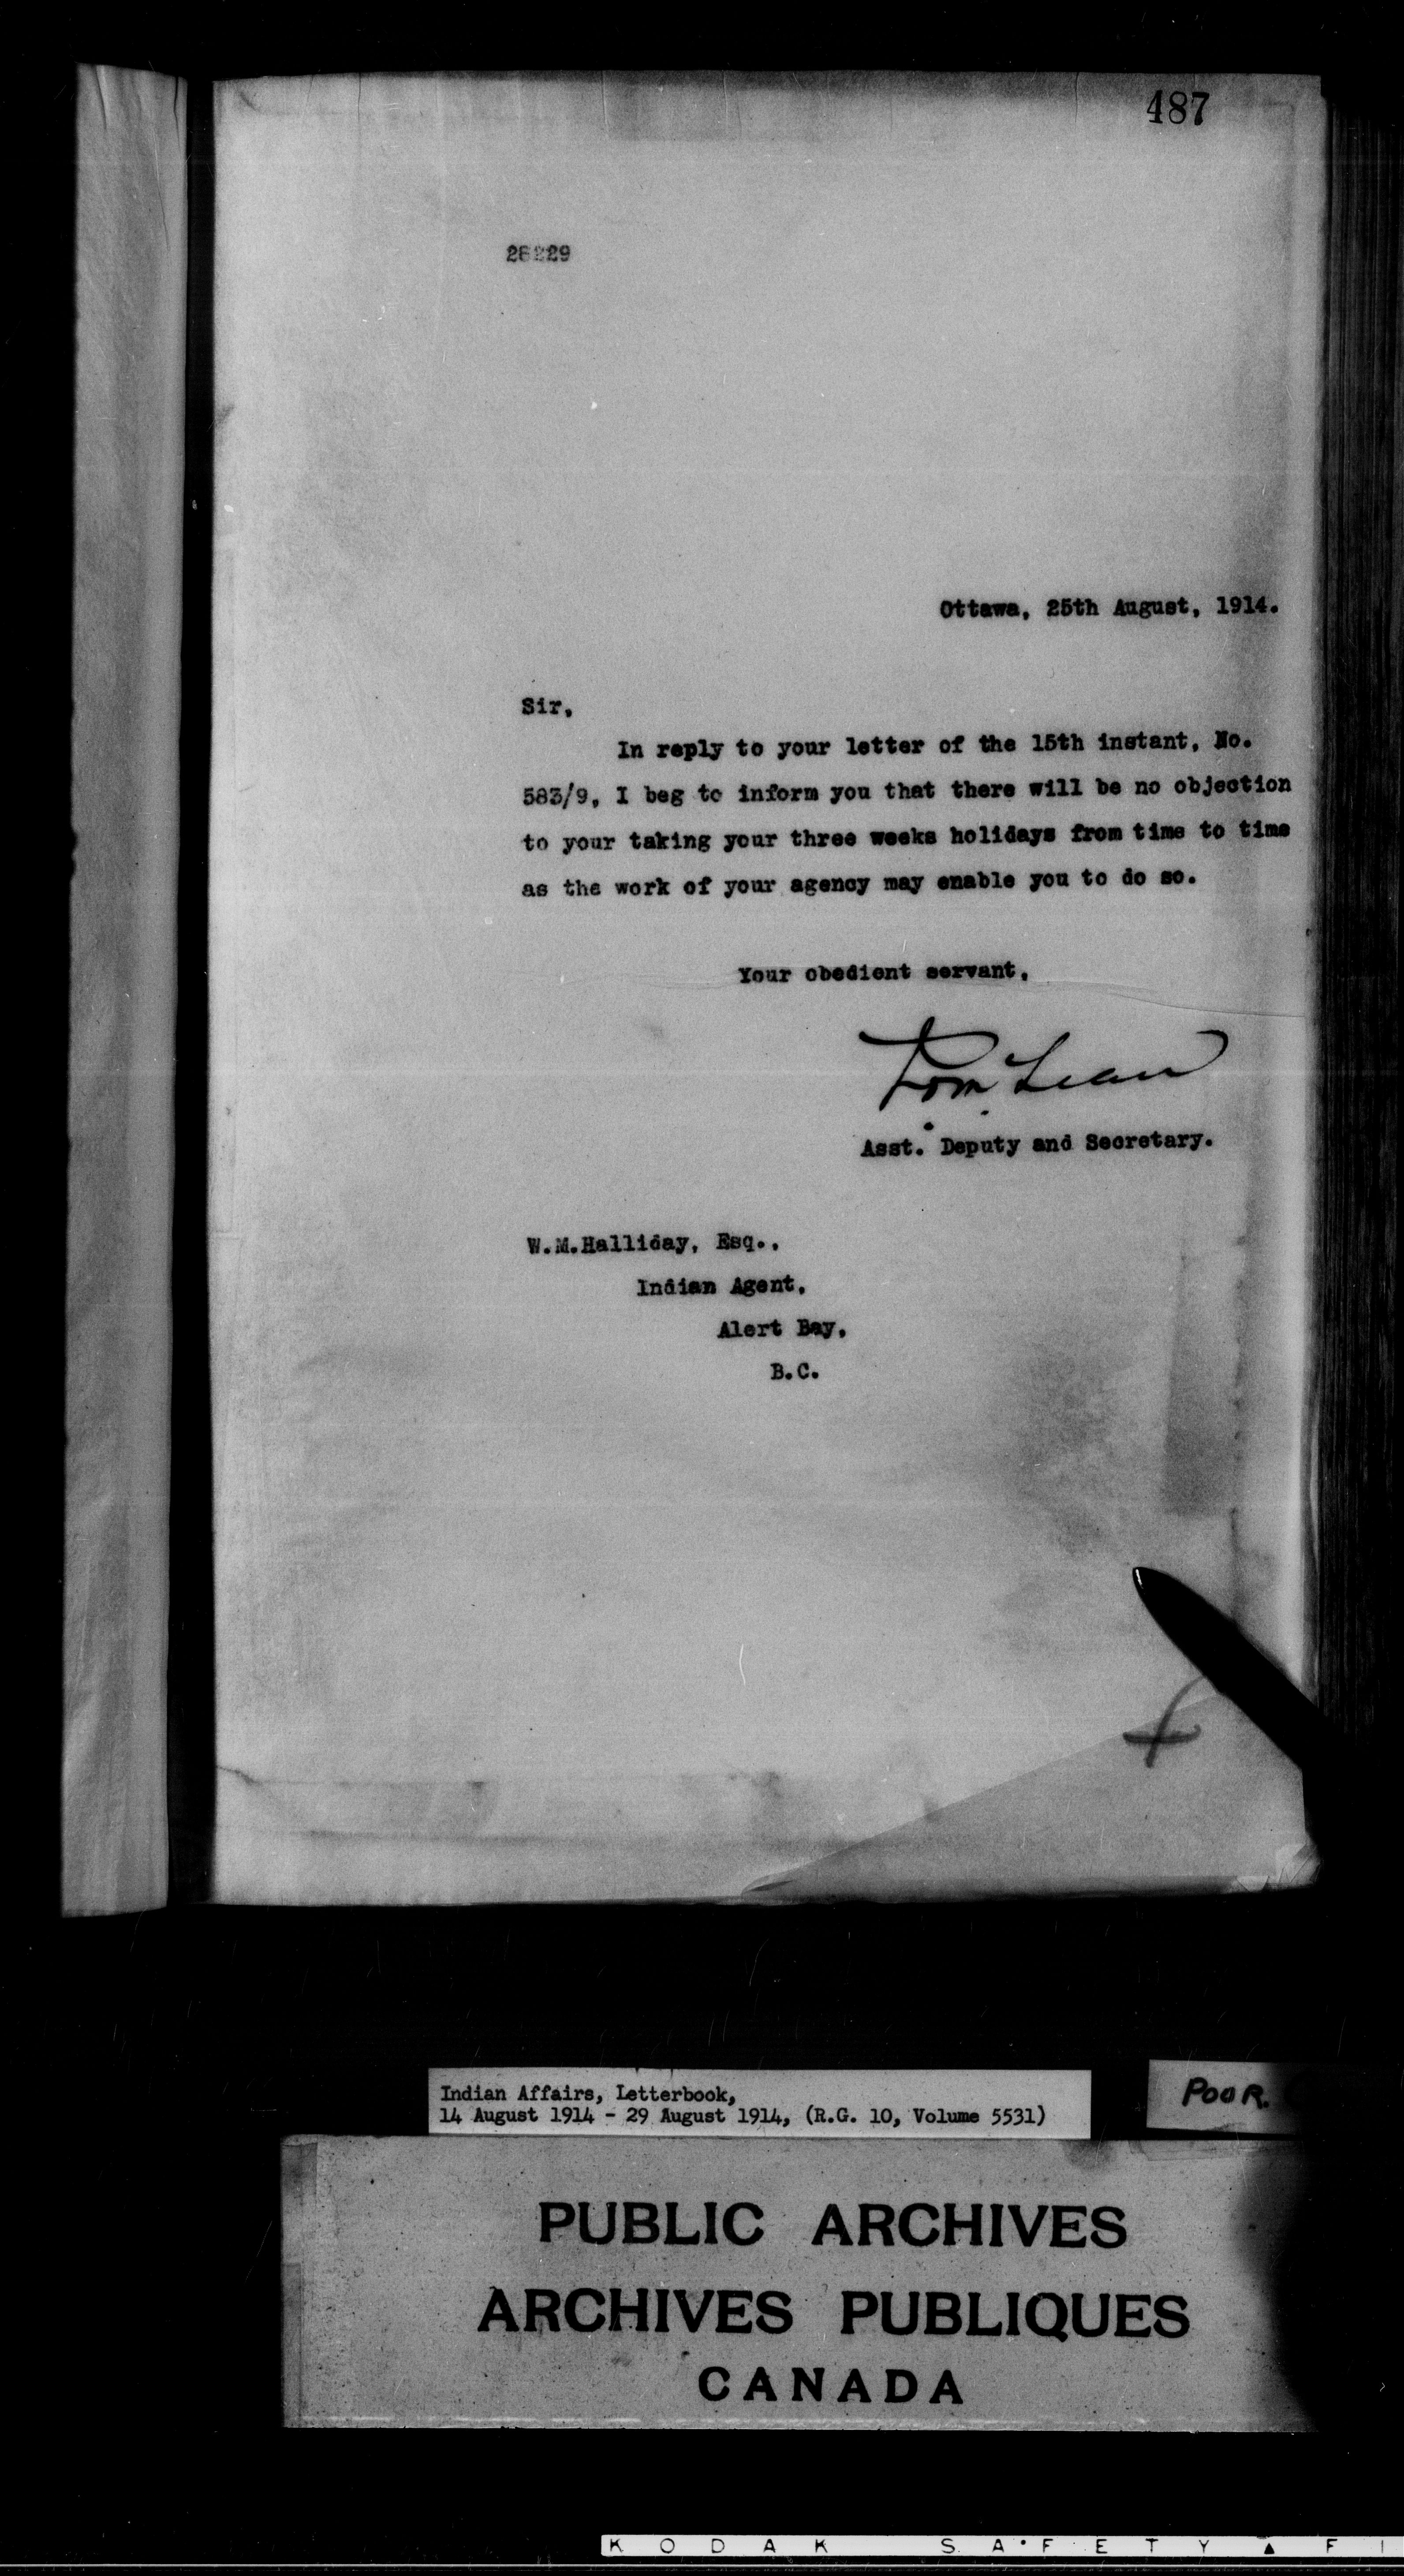 487
28229
Ottawa, 25th August, 1914.
Sir,
In reply to your letter of the 15th instant, No.
583/9, I beg to inform you that there will be no objection
to your taking your three weeks holidays from time to time
as the work of your agency may enable you to do so.
Your obedient servant,
Asst. Deputy and Secretary.
W.M.Halliday, Esq.,
Indian Agent,
Alert Bay,
B.C.
Indian Affairs, Letterbook,
14 August 1914 - 29 August 1914, (R.G. 10, Volume 5531)
POOR.
PUBLIC ARCHIVES
ARCHIVES PUBLIQUES
CANADA
KODAK SAFETY ▲ FI